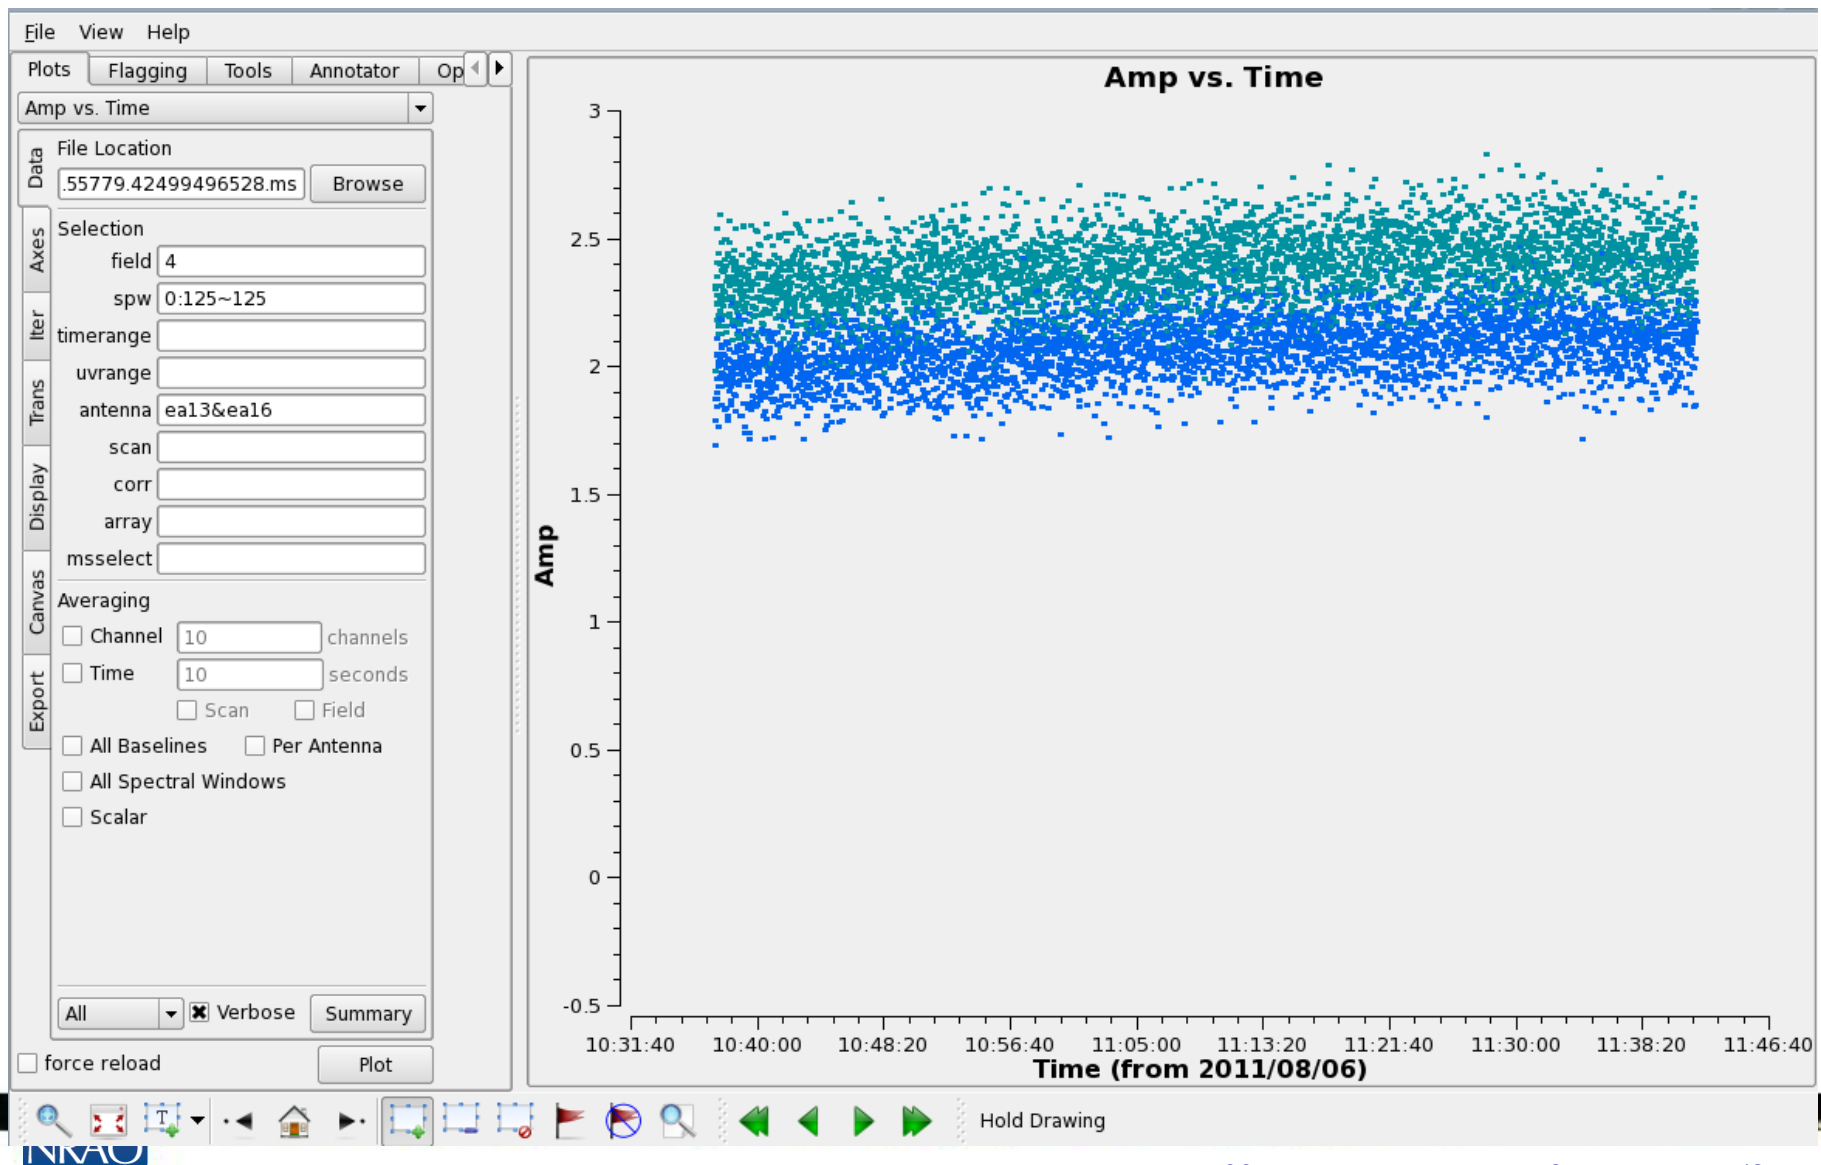 File View Help
Plots Flagging Tools Annotator Op
Amp vs. Time
Data
Axes
Iter
Trans
Display
Canvas
Export
File Location
.55779.42499496528.ms Browse
Selection
field 4
spw 0:125~125
timerange
uvrange
antenna ea13&ea16
scan
corr
array
msselect
Averaging
Channel 10 channels
Time 10 seconds
Scan Field
All Baselines Per Antenna
All Spectral Windows
Scalar
All Verbose Summary
force reload Plot
Amp vs. Time
Amp
3
2.5
2
1.5
1
0.5
0
-0.5
10:31:40 10:40:00 10:48:20 10:56:40 11:05:00 11:13:20 11:21:40 11:30:00 11:38:20 11:46:40
Time (from 2011/08/06)
T
Hold Drawing
NRAO